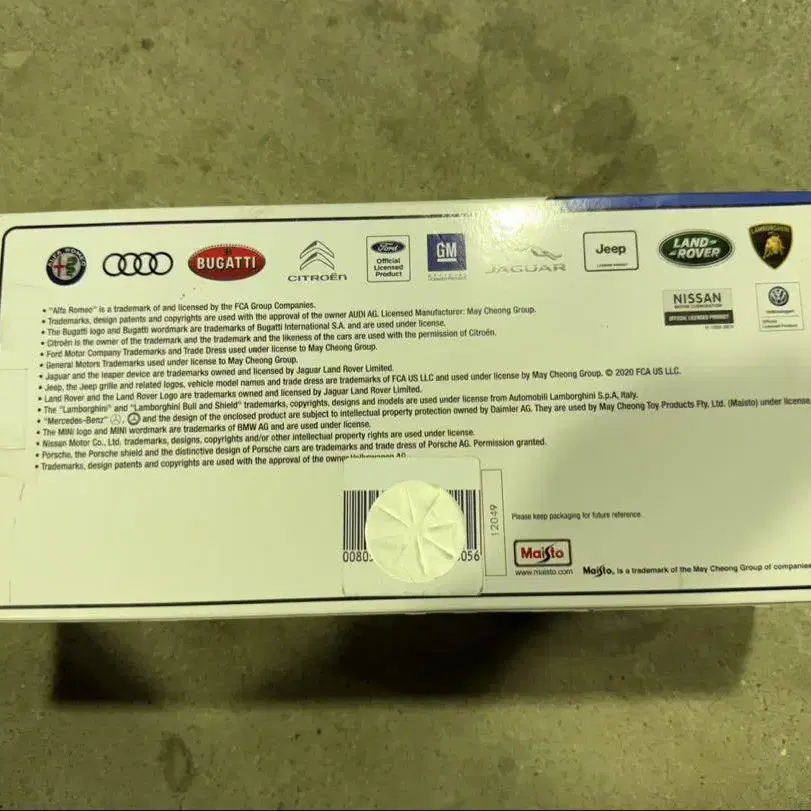 ALFA ROMEO
BUGATTI
CITROËN
Ford
Official
Licensed
Product
GM
JAGUAR
Jeep
LAND-
-ROVER
LAMBORGHINI
NISSAN
MOTOR CORPORATION
OFFICIAL LICENSED PRODUCT
Volkswagen
Official
Licensed Product
• "Alfa Romeo" is a trademark of and licensed by the FCA Group Companies.
• Trademarks, design patents and copyrights are used with the approval of the owner AUDI AG. Licensed Manufacturer: May Cheong Group.
• The Bugatti logo and Bugatti wordmark are trademarks of Bugatti International S.A. and are used under license.
• Citroën is the owner of the trademark and the trademark and the likeness of the cars are used with the permission of Citroën.
• Ford Motor Company Trademarks and Trade Dress used under license to May Cheong Group.
• General Motors Trademarks used under license to May Cheong Group.
• Jaguar and the leaper device are trademarks owned and licensed by Jaguar Land Rover Limited.
• Jeep, the Jeep grille and related logos, vehicle model names and trade dress are trademarks of FCA US LLC and used under license by May Cheong Group. © 2020 FCA US LLC.
• Land Rover and the Land Rover Logo are trademarks owned and licensed by Jaguar Land Rover Limited.
• The "Lamborghini" and "Lamborghini Bull and Shield" trademarks, copyrights, designs and models are used under license from Automobili Lamborghini S.p.A, Italy.
• "Mercedes-Benz" , and the design of the enclosed product are subject to intellectual property protection owned by Daimler AG. They are used by May Cheong Toy Products Fty. Ltd. (Maisto) under license.
• The MINI logo and MINI wordmark are trademarks of BMW AG and are used under license.
• Nissan Motor Co., Ltd. trademarks, designs, copyrights and/or other intellectual property rights are used under license.
• Porsche, the Porsche shield and the distinctive design of Porsche cars are trademarks and trade dress of Porsche AG. Permission granted.
• Trademarks, design patents and copyrights are used with the approval of the owner Volkswagen AG.
12049
Please keep packaging for future reference.
Maisto
www.maisto.com
Maisto, is a trademark of the May Cheong Group of companies